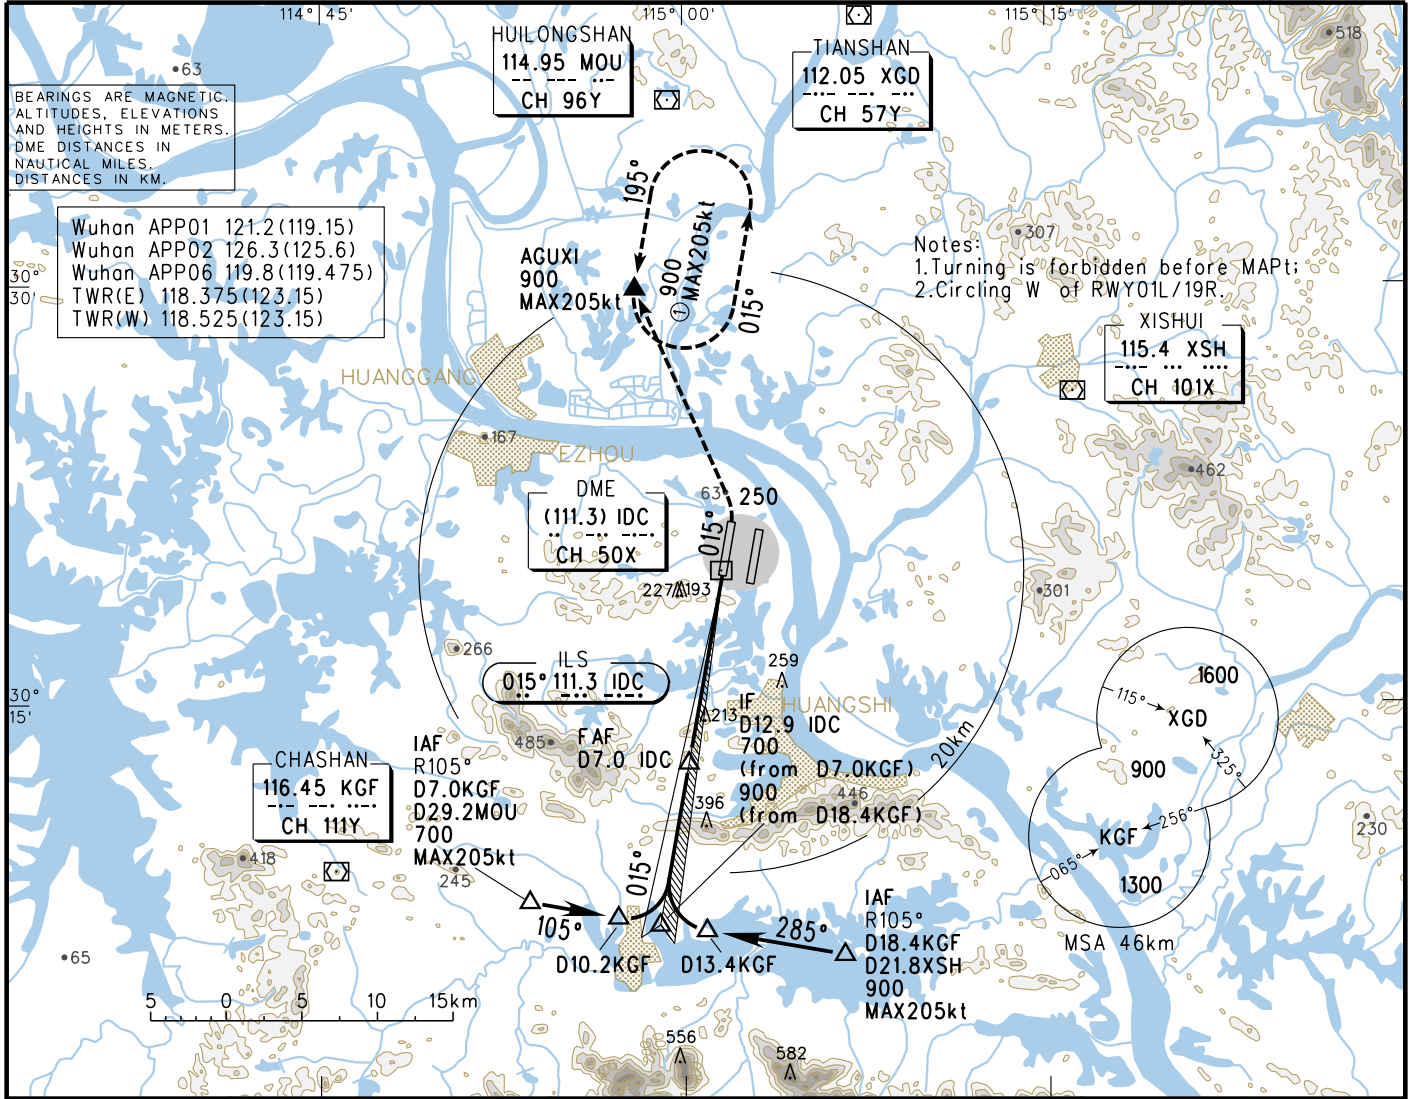 114°45'
115°00'
115°15'
HUILONGSHAN
114.95 MOU
CH 96Y
TIANSHAN
112.05 XGD
CH 57Y
518
63
BEARINGS ARE MAGNETIC.
ALTITUDES, ELEVATIONS
AND HEIGHTS IN METERS.
DME DISTANCES IN
NAUTICAL MILES.
DISTANCES IN KM.
Wuhan APP01 121.2(119.15)
Wuhan APP02 126.3(125.6)
Wuhan APP06 119.8(119.475)
TWR(E) 118.375(123.15)
TWR(W) 118.525(123.15)
30°
30'
195°
① 900
MAX205kt
015°
AGUXI
900
MAX205kt
307
Notes:
1.Turning is forbidden before MAPt;
2.Circling W of RWY01L/19R.
XISHUI
115.4 XSH
CH 101X
HUANGGANG
167
EZHOU
462
DME
(111.3) IDC
CH 50X
63
250
015°
227
193
301
266
ILS
015° 111.3 IDC
259
HUANGSHI
213
30°
15'
485
FAF
D7.0 IDC
IF
D12.9 IDC
700
(from D7.0KGF)
900
(from D18.4KGF)
20km
446
396
1600
115°
XGD
325°
900
256°
KGF
065°
1300
MSA 46km
230
CHASHAN
116.45 KGF
CH 111Y
IAF
R105°
D7.0KGF
D29.2MOU
700
MAX205kt
418
245
015°
105°
D10.2KGF
D13.4KGF
285°
IAF
R105°
D18.4KGF
D21.8XSH
900
MAX205kt
65
5 0 5 10 15km
556
582